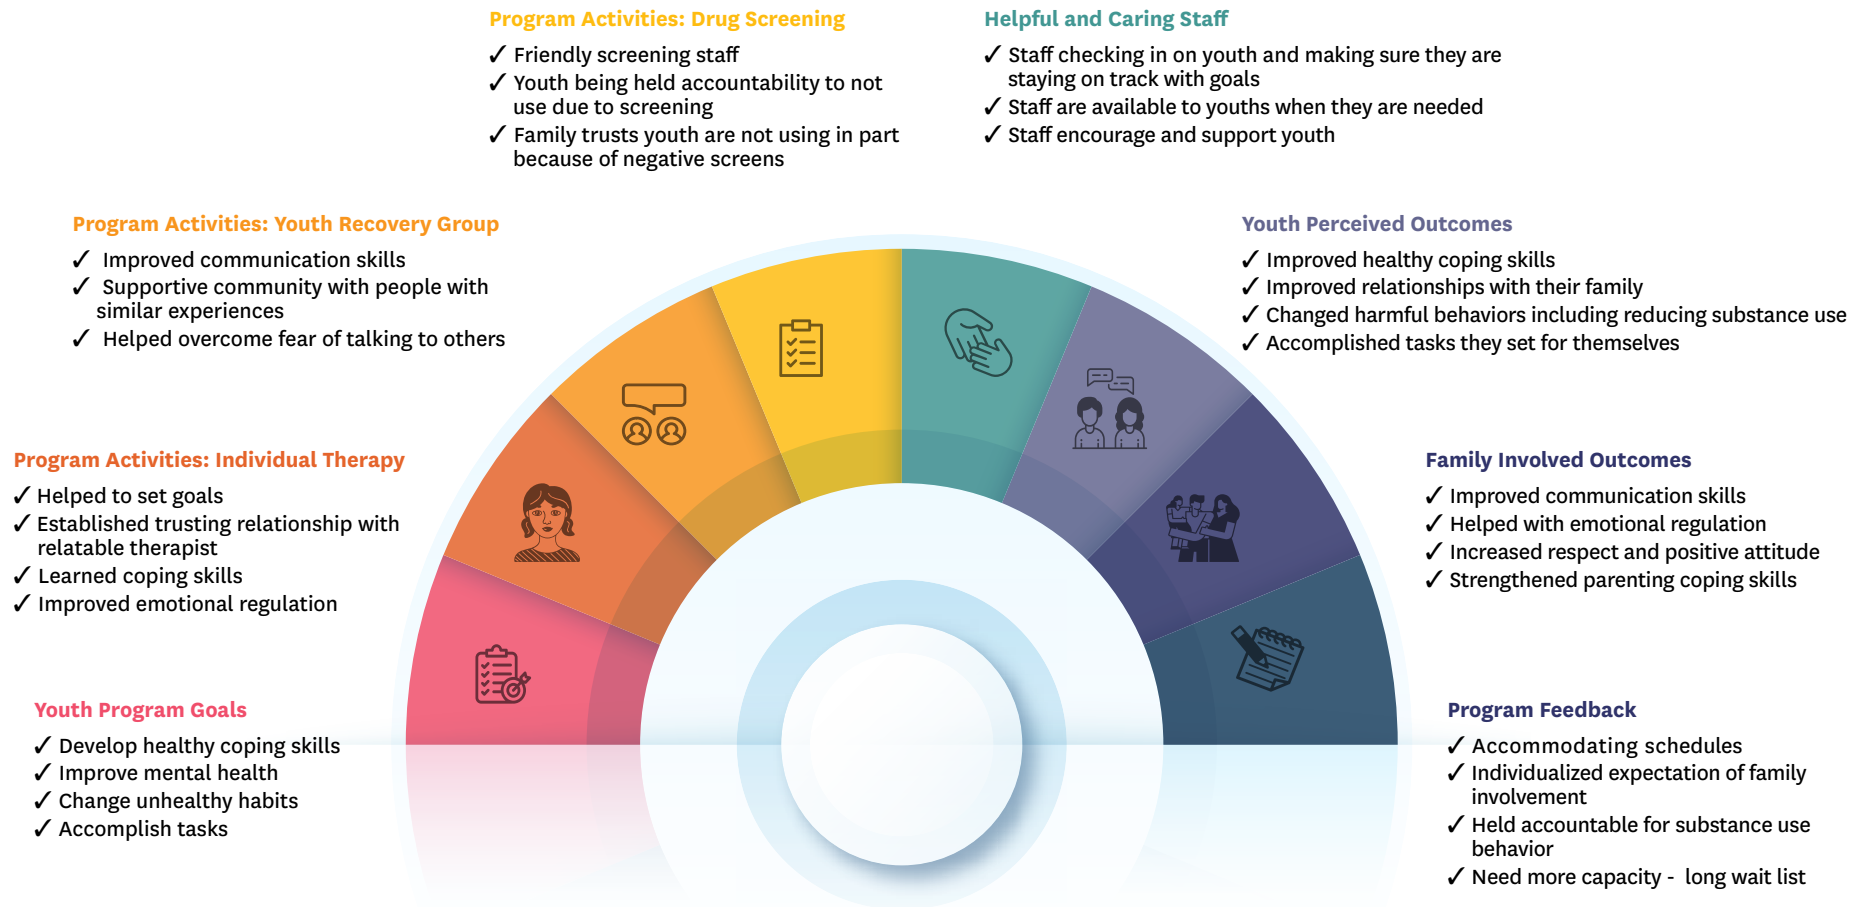 Program Activities: Drug Screening
✓ Friendly screening staff
✓ Youth being held accountability to not
use due to screening
✓ Family trusts youth are not using in part
because of negative screens
Helpful and Caring Staff
✓ Staff checking in on youth and making sure they are
staying on track with goals
✓ Staff are available to youths when they are needed
✓ Staff encourage and support youth
Program Activities: Youth Recovery Group
✓ Improved communication skills
✓ Supportive community with people with
similar experiences
✓ Helped overcome fear of talking to others
Youth Perceived Outcomes
✓ Improved healthy coping skills
✓ Improved relationships with their family
✓ Changed harmful behaviors including reducing substance use
✓ Accomplished tasks they set for themselves
Program Activities: Individual Therapy
✓ Helped to set goals
✓ Established trusting relationship with
relatable therapist
✓ Learned coping skills
✓ Improved emotional regulation
Family Involved Outcomes
✓ Improved communication skills
✓ Helped with emotional regulation
✓ Increased respect and positive attitude
✓ Strengthened parenting coping skills
Youth Program Goals
✓ Develop healthy coping skills
✓ Improve mental health
✓ Change unhealthy habits
✓ Accomplish tasks
Program Feedback
✓ Accommodating schedules
✓ Individualized expectation of family
involvement
✓ Held accountable for substance use
behavior
✓ Need more capacity - long wait list